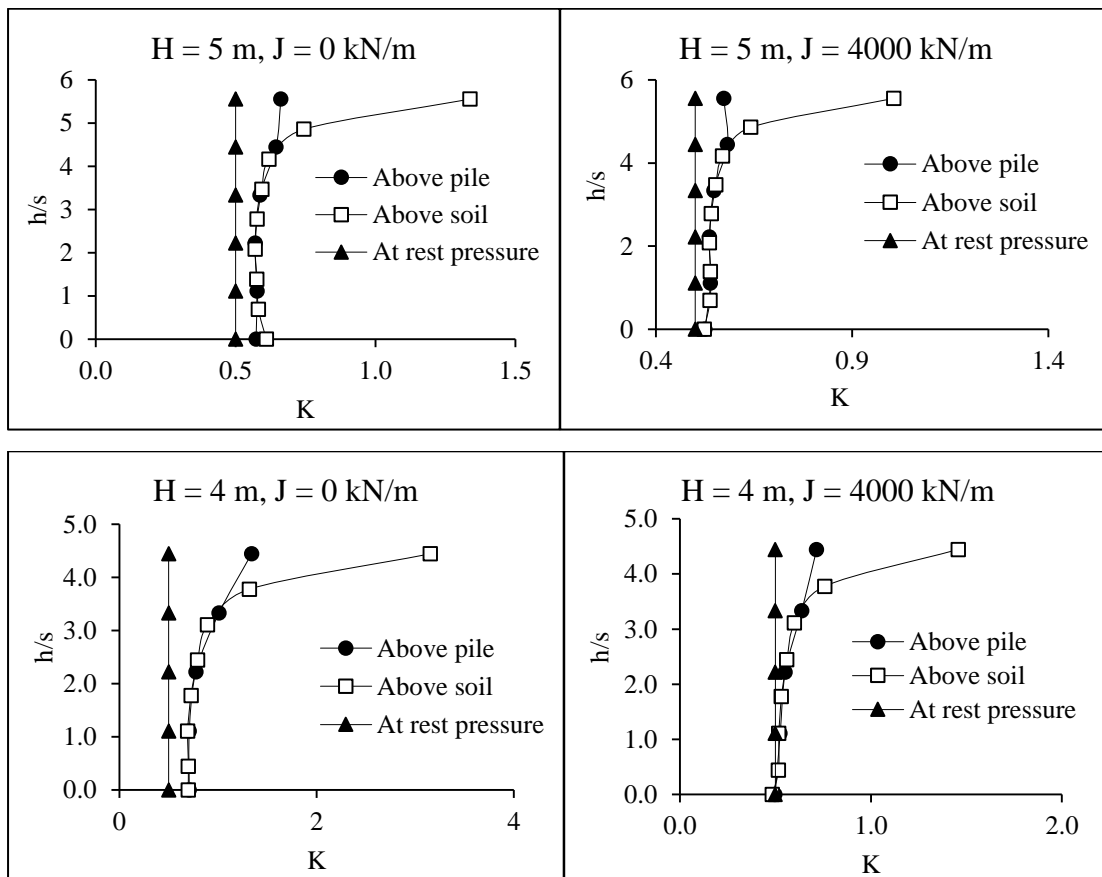 H = 5 m, J = 0 kN/m
6
5
4
3
2
1
0
h/s
Above pile
Above soil
At rest pressure
0.0 0.5 1.0 1.5
K
H = 5 m, J = 4000 kN/m
6
4
2
0
h/s
Above pile
Above soil
At rest pressure
0.4 0.9 1.4
K
H = 4 m, J = 0 kN/m
5.0
4.0
3.0
2.0
1.0
0.0
h/s
Above pile
Above soil
At rest pressure
0 2 4
K
H = 4 m, J = 4000 kN/m
5.0
4.0
3.0
2.0
1.0
0.0
h/s
Above pile
Above soil
At rest pressure
0.0 1.0 2.0
K